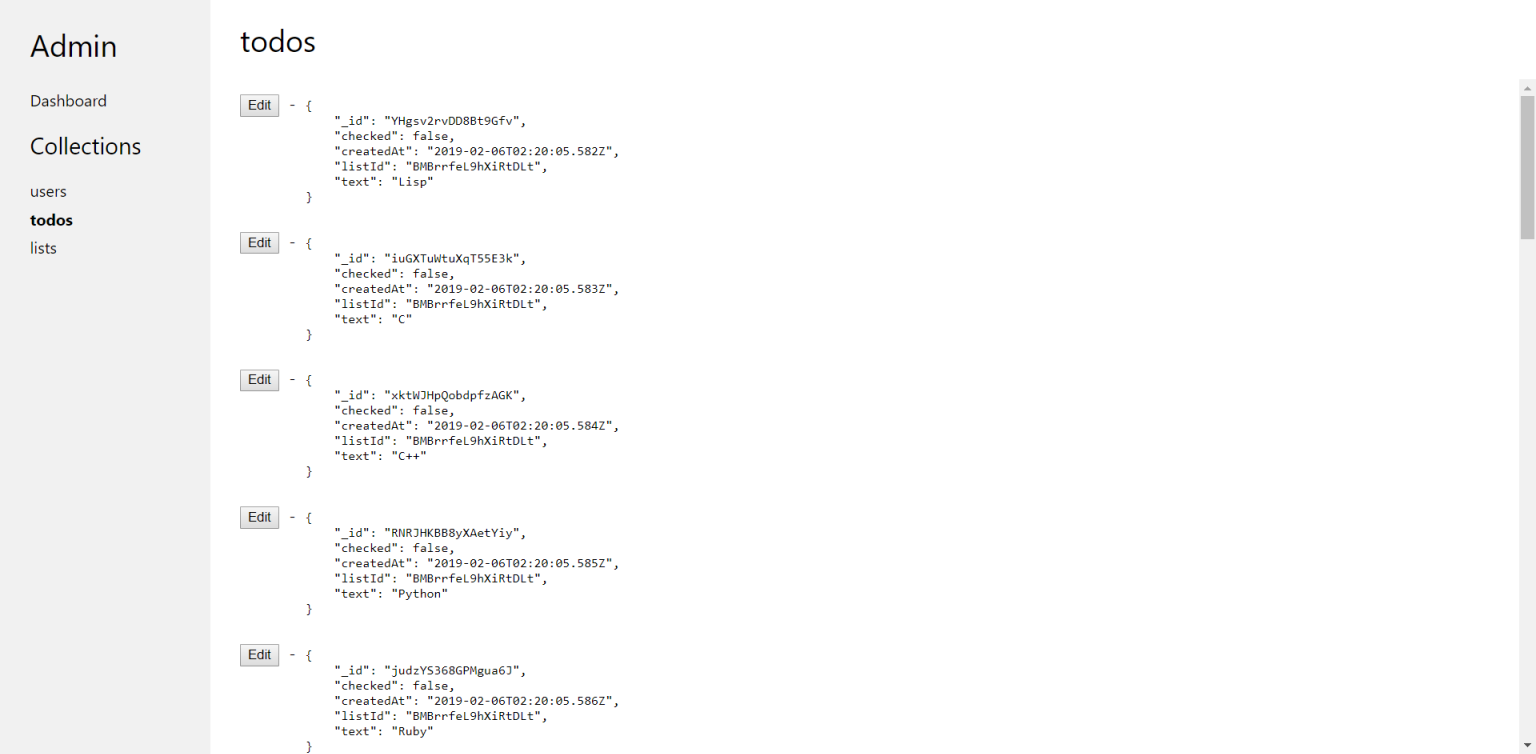 Admin
Dashboard
Collections
users
todos
lists
todos
Edit - {
"_id": "YHgsv2rvDD8Bt9Gfv",
"checked": false,
"createdAt": "2019-02-06T02:20:05.582Z",
"listId": "BMBrrfeL9hXiRtDLt",
"text": "Lisp"
}
Edit - {
"_id": "iuGXTuWtuXqT55E3k",
"checked": false,
"createdAt": "2019-02-06T02:20:05.583Z",
"listId": "BMBrrfeL9hXiRtDLt",
"text": "C"
}
Edit - {
"_id": "xktWJHpQobdpfzAGK",
"checked": false,
"createdAt": "2019-02-06T02:20:05.584Z",
"listId": "BMBrrfeL9hXiRtDLt",
"text": "C++"
}
Edit - {
"_id": "RNRJHKBB8yXAetYiy",
"checked": false,
"createdAt": "2019-02-06T02:20:05.585Z",
"listId": "BMBrrfeL9hXiRtDLt",
"text": "Python"
}
Edit - {
"_id": "judzYS368GPMgua6J",
"checked": false,
"createdAt": "2019-02-06T02:20:05.586Z",
"listId": "BMBrrfeL9hXiRtDLt",
"text": "Ruby"
}